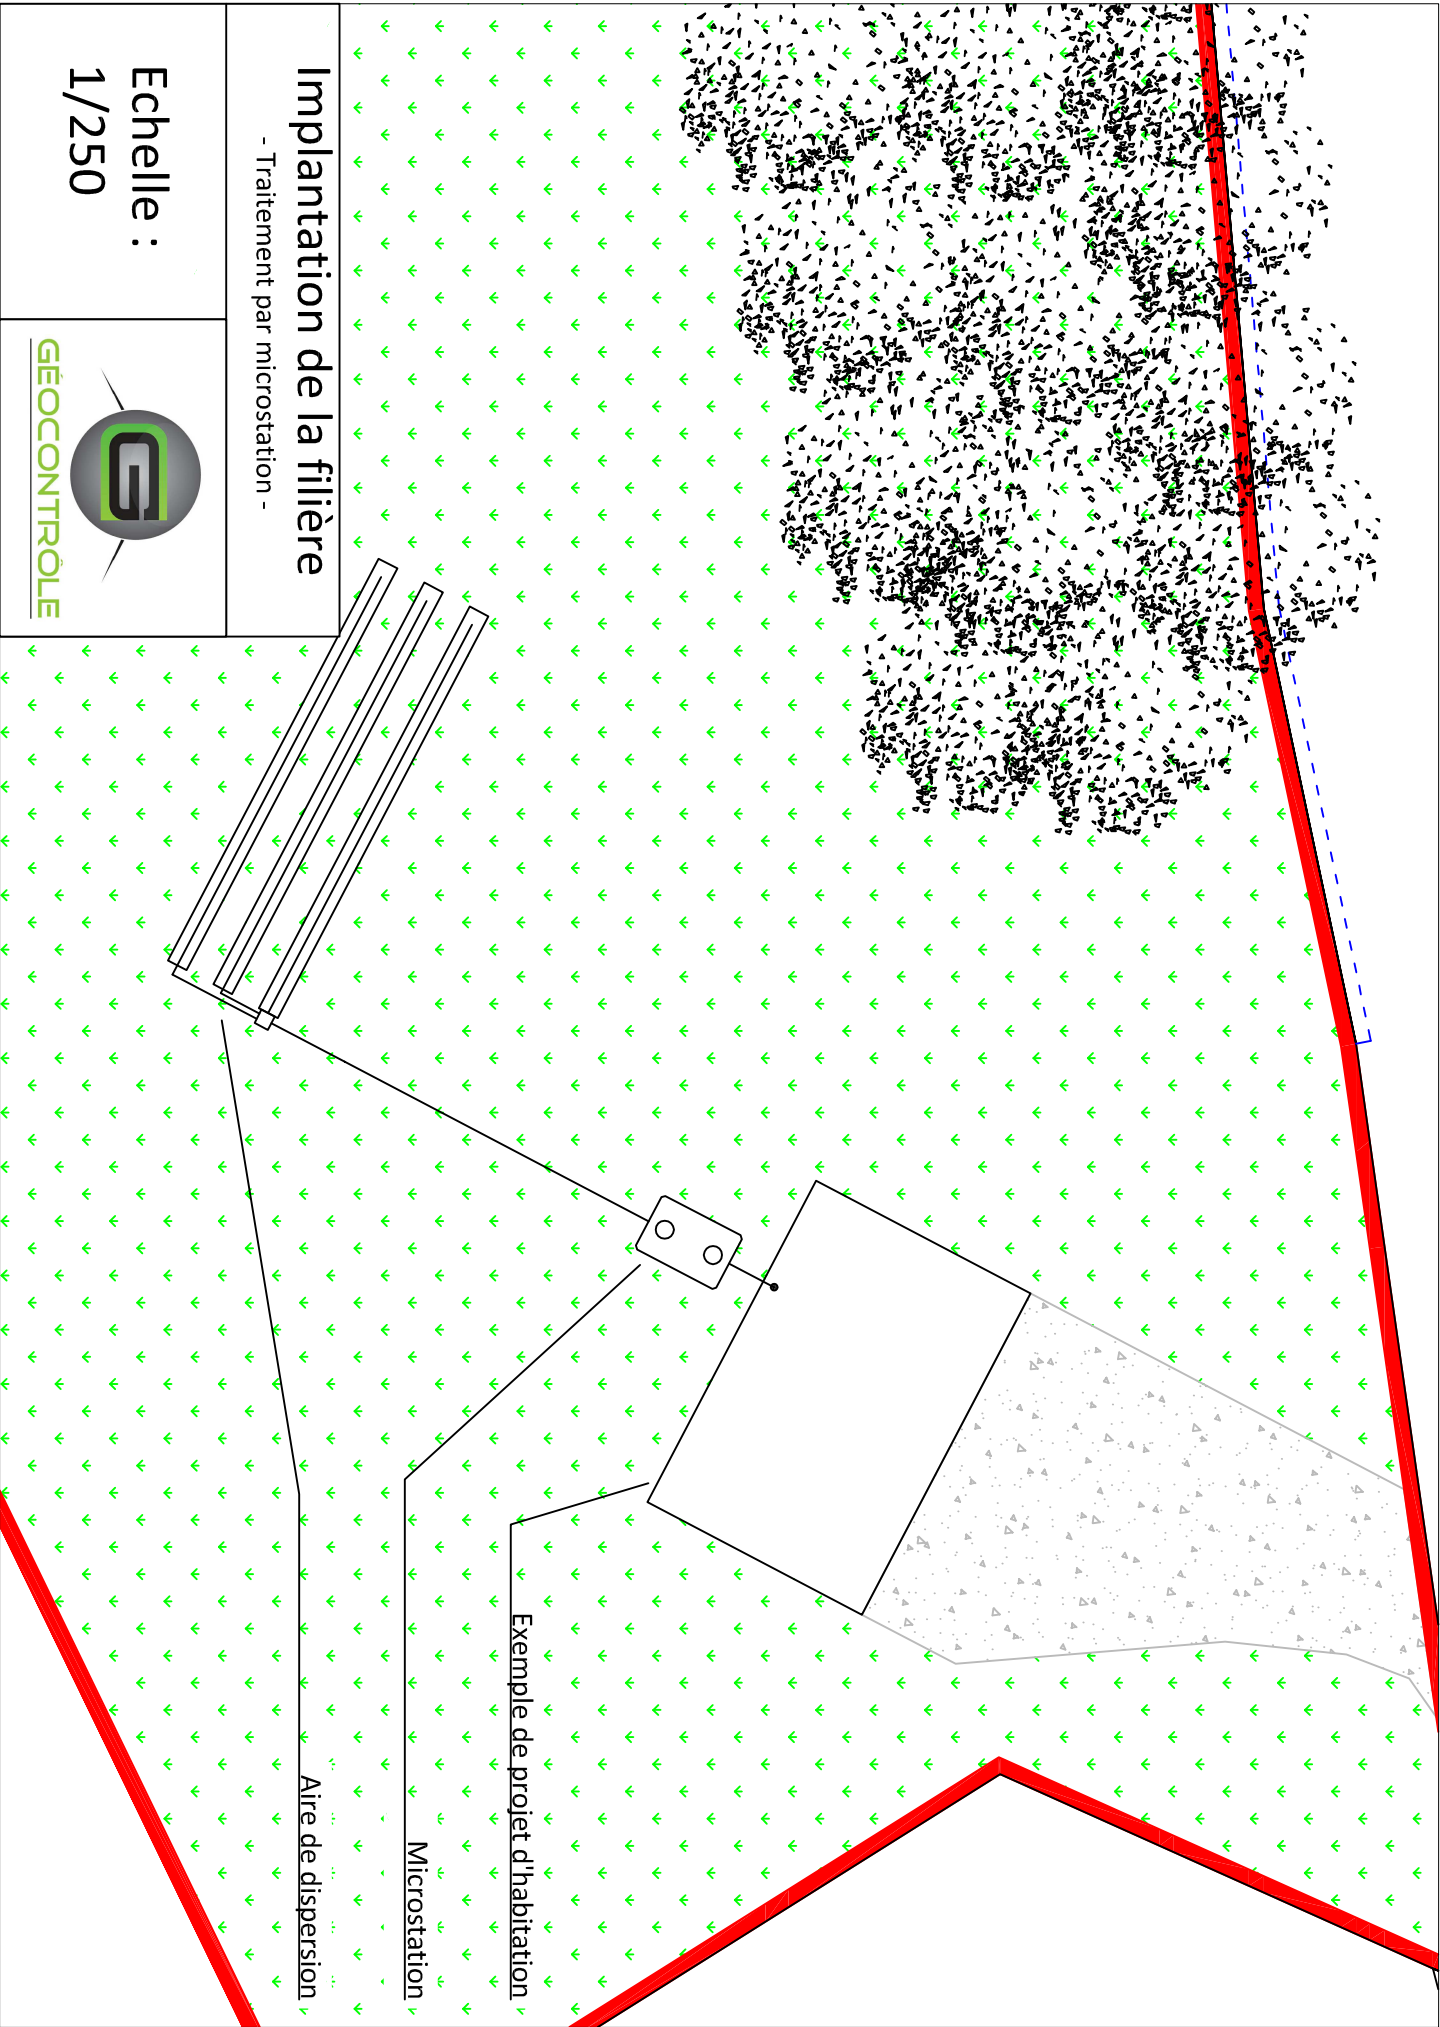 Exemple de projet d'habitation
Microstation
Aire de dispersion
Implantation de la filière
- Traitement par microstation -
Echelle :
1/250
GÉOCONTRÔLE